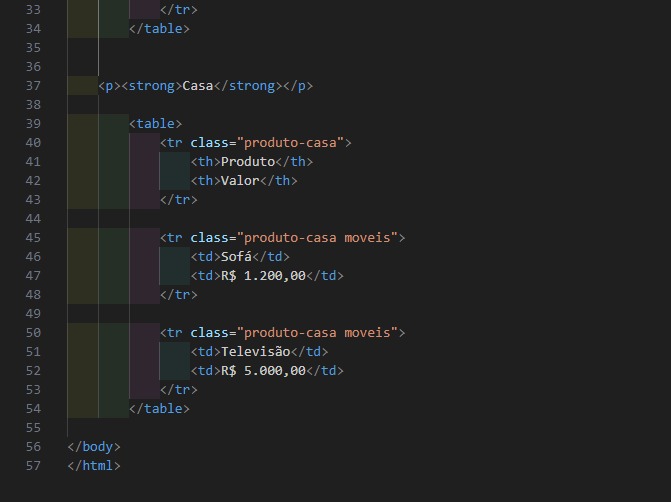 33 </tr>
34 </table>
35
36
37 <p><strong>Casa</strong></p>
38
39 <table>
40 <tr class="produto-casa">
41 <th>Produto</th>
42 <th>Valor</th>
43 </tr>
44
45 <tr class="produto-casa moveis">
46 <td>Sofá</td>
47 <td>R$ 1.200,00</td>
48 </tr>
49
50 <tr class="produto-casa moveis">
51 <td>Televisão</td>
52 <td>R$ 5.000,00</td>
53 </tr>
54 </table>
55
56 </body>
57 </html>